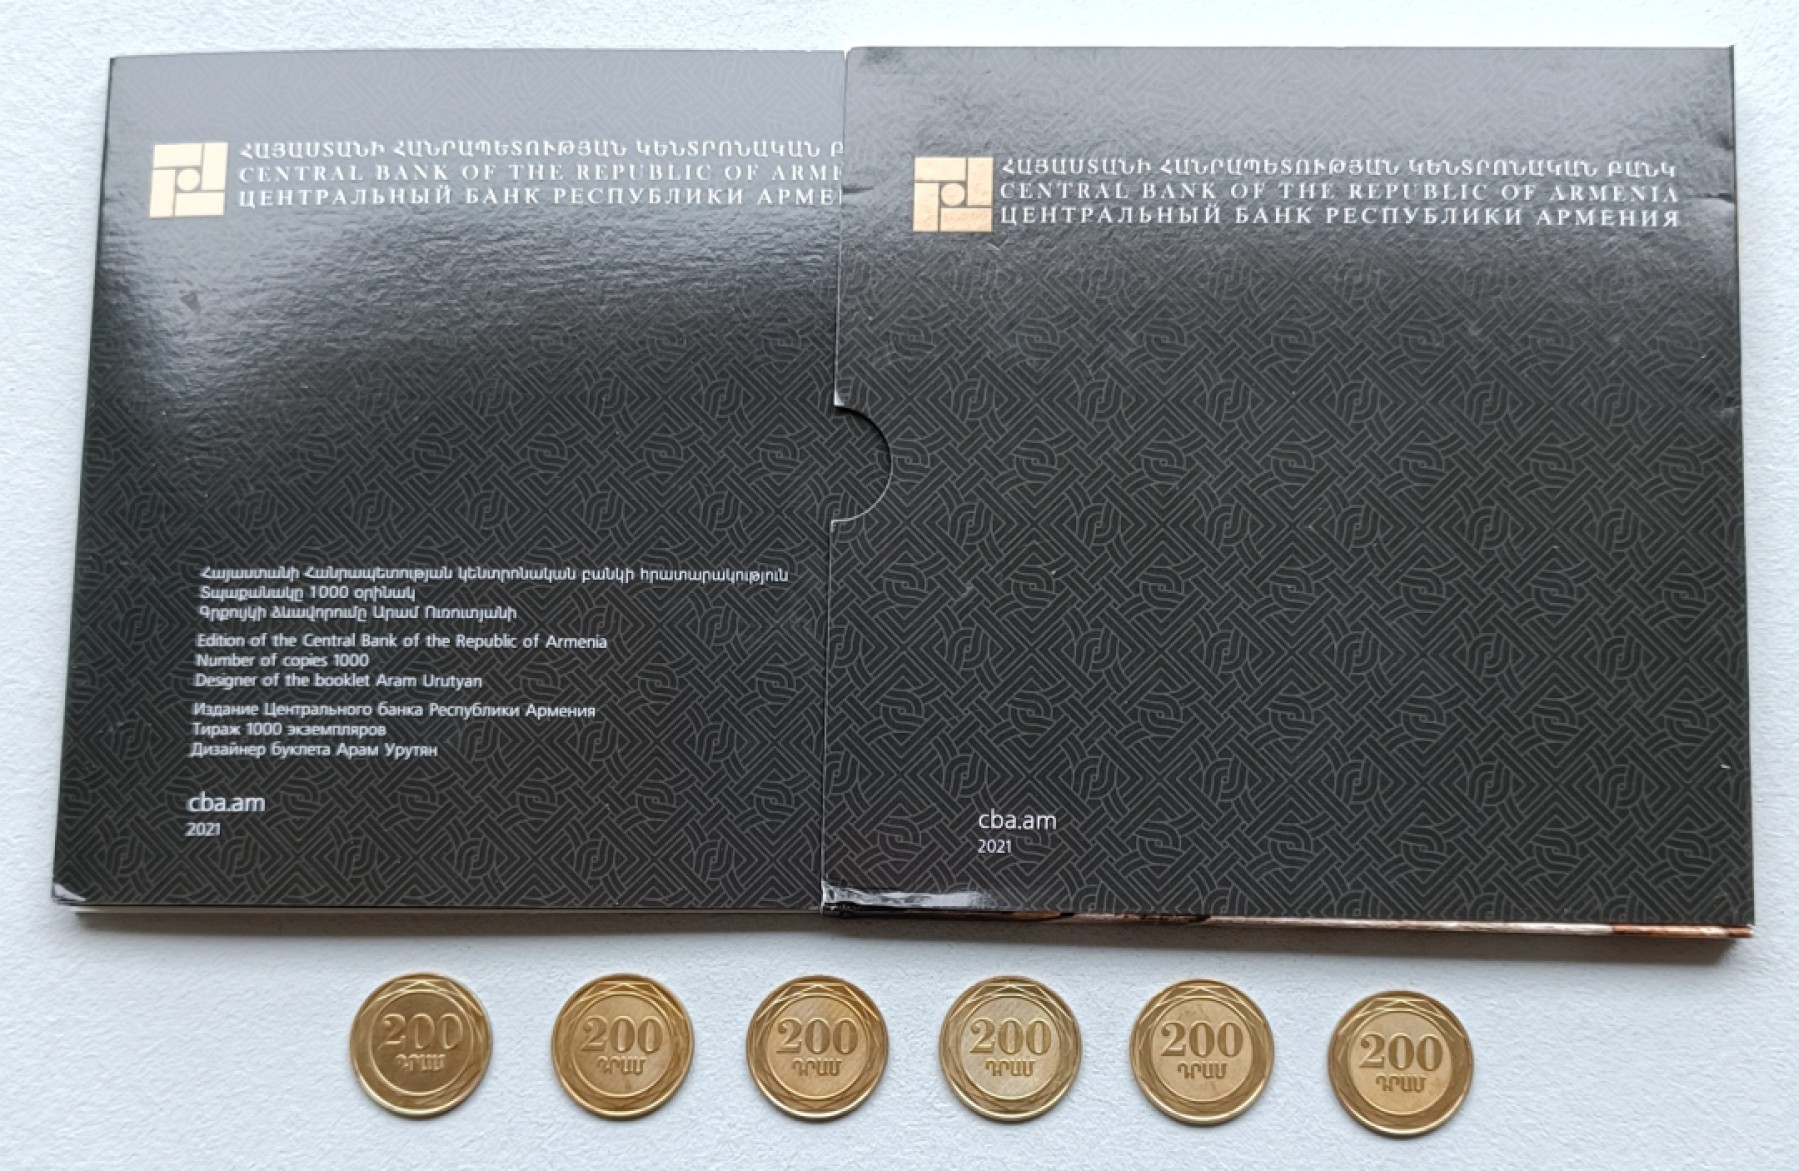 ՀԱՅԱՍՏԱՆԻ ՀԱՆՐԱՊԵՏՈՒԹՅԱՆ ԿԵՆՏՐՈՆԱԿԱՆ Բ
CENTRAL BANK OF THE REPUBLIC OF ARME
ЦЕНТРАЛЬНЫЙ БАНК РЕСПУБЛИКИ АРМЕ
Հայաստանի Հանրապետության կենտրոնական բանկի հրատարակություն
Տպաքանակը 1000 օրինակ
Գրքույկի ձևավորումը Արամ Ուռուտյանի
Edition of the Central Bank of the Republic of Armenia
Number of copies 1000
Designer of the booklet Aram Urutyan
Издание Центрального банка Республики Армения
Тираж 1000 экземпляров
Дизайнер буклета Арам Урутян
cba.am
2021
ՀԱՅԱՍՏԱՆԻ ՀԱՆՐԱՊԵՏՈՒԹՅԱՆ ԿԵՆՏՐՈՆԱԿԱՆ ԲԱՆԿ
CENTRAL BANK OF THE REPUBLIC OF ARMENIA
ЦЕНТРАЛЬНЫЙ БАНК РЕСПУБЛИКИ АРМЕНИЯ
cba.am
2021
200
ԴՐԱՄ
200
ԴՐԱՄ
200
ԴՐԱՄ
200
ԴՐԱՄ
200
ԴՐԱՄ
200
ԴՐԱՄ